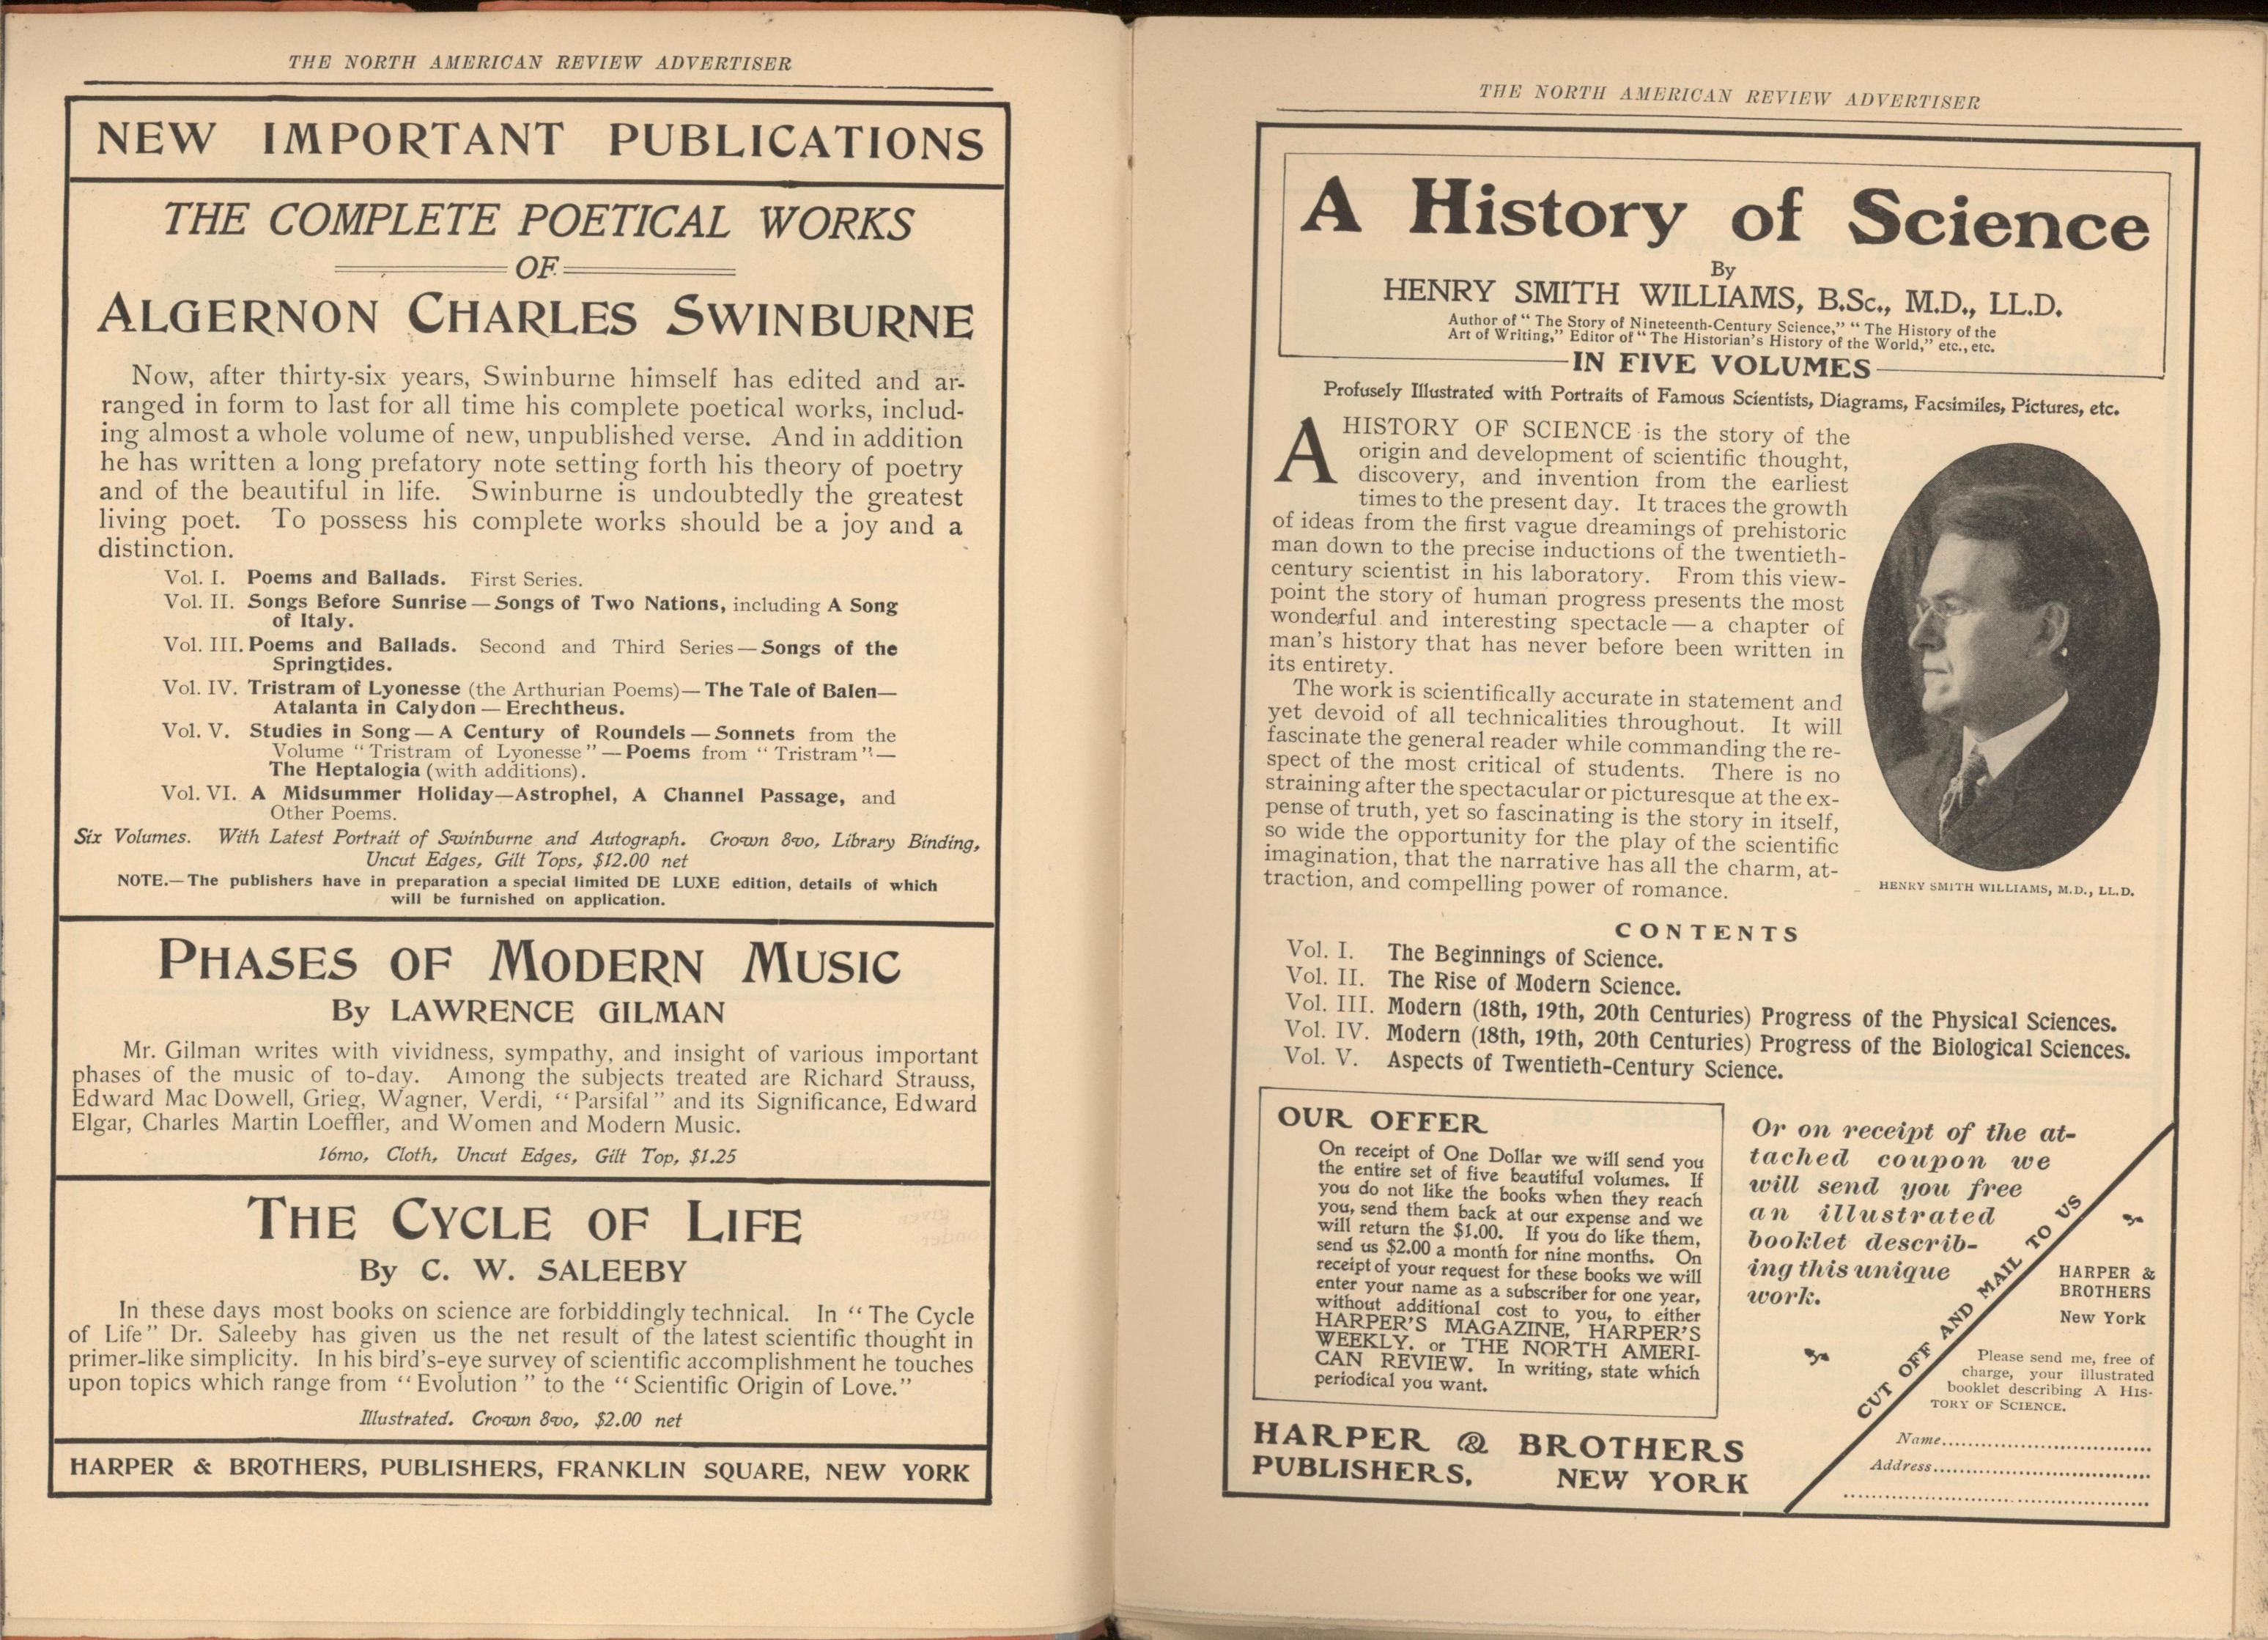 THE NORTH AMERICAN REVIEW ADVERTISER
NEW IMPORTANT PUBLICATIONS
THE COMPLETE POETICAL WORKS
OF
ALGERNON CHARLES SWINBURNE
Now, after thirty-six years, Swinburne himself has edited and ar-
ranged in form to last for all time his complete poetical works, includ-
ing almost a whole volume of new, unpublished verse. And in addition
he has written a long prefatory note setting forth his theory of poetry
and of the beautiful in life. Swinburne is undoubtedly the greatest
living poet. To possess his complete works should be a joy and a
distinction.
Vol. I. Poems and Ballads. First Series.
Vol. II. Songs Before Sunrise—Songs of Two Nations, including A Song
of Italy.
Vol. III. Poems and Ballads. Second and Third Series—Songs of the
Springtides.
Vol. IV. Tristram of Lyonesse (the Arthurian Poems)—The Tale of Balen—
Atalanta in Calydon—Erechtheus.
Vol. V. Studies in Song—A Century of Roundels—Sonnets from the
Volume "Tristram of Lyonesse"—Poems from "Tristram"—
The Heptalogia (with additions).
Vol. VI. A Midsummer Holiday—Astrophel, A Channel Passage, and
Other Poems.
Six Volumes. With Latest Portrait of Swinburne and Autograph. Crown 8vo, Library Binding,
Uncut Edges, Gilt Tops, $12.00 net
NOTE.—The publishers have in preparation a special limited DE LUXE edition, details of which
will be furnished on application.
PHASES OF MODERN MUSIC
By LAWRENCE GILMAN
Mr. Gilman writes with vividness, sympathy, and insight of various important
phases of the music of to-day. Among the subjects treated are Richard Strauss,
Edward Mac Dowell, Grieg, Wagner, Verdi, "Parsifal" and its Significance, Edward
Elgar, Charles Martin Loeffler, and Women and Modern Music.
16mo, Cloth, Uncut Edges, Gilt Top, $1.25
THE CYCLE OF LIFE
By C. W. SALEEBY
In these days most books on science are forbiddingly technical. In "The Cycle
of Life" Dr. Saleeby has given us the net result of the latest scientific thought in
primer-like simplicity. In his bird's-eye survey of scientific accomplishment he touches
upon topics which range from "Evolution" to the "Scientific Origin of Love."
Illustrated. Crown 8vo, $2.00 net
HARPER & BROTHERS, PUBLISHERS, FRANKLIN SQUARE, NEW YORK
THE NORTH AMERICAN REVIEW ADVERTISER
A History of Science
By
HENRY SMITH WILLIAMS, B.Sc., M.D., LL.D.
Author of "The Story of Nineteenth-Century Science," "The History of the
Art of Writing," Editor of "The Historian's History of the World," etc., etc.
IN FIVE VOLUMES
Profusely Illustrated with Portraits of Famous Scientists, Diagrams, Facsimiles, Pictures, etc.
A HISTORY OF SCIENCE is the story of the
origin and development of scientific thought,
discovery, and invention from the earliest
times to the present day. It traces the growth
of ideas from the first vague dreamings of prehistoric
man down to the precise inductions of the twentieth-
century scientist in his laboratory. From this view-
point the story of human progress presents the most
wonderful and interesting spectacle—a chapter of
man's history that has never before been written in
its entirety.
The work is scientifically accurate in statement and
yet devoid of all technicalities throughout. It will
fascinate the general reader while commanding the re-
spect of the most critical of students. There is no
straining after the spectacular or picturesque at the ex-
pense of truth, yet so fascinating is the story in itself,
so wide the opportunity for the play of the scientific
imagination, that the narrative has all the charm, at-
traction, and compelling power of romance.
HENRY SMITH WILLIAMS, M.D., LL.D.
CONTENTS
Vol. I. The Beginnings of Science.
Vol. II. The Rise of Modern Science.
Vol. III. Modern (18th, 19th, 20th Centuries) Progress of the Physical Sciences.
Vol. IV. Modern (18th, 19th, 20th Centuries) Progress of the Biological Sciences.
Vol. V. Aspects of Twentieth-Century Science.
OUR OFFER
On receipt of One Dollar we will send you
the entire set of five beautiful volumes. If
you do not like the books when they reach
you, send them back at our expense and we
will return the $1.00. If you do like them,
send us $2.00 a month for nine months. On
receipt of your request for these books we will
enter your name as a subscriber for one year,
without additional cost to you, to either
HARPER'S MAGAZINE, HARPER'S
WEEKLY, or THE NORTH AMERI-
CAN REVIEW. In writing, state which
periodical you want.
Or on receipt of the at-
tached coupon we
will send you free
an illustrated
booklet describ-
ing this unique
work.
CUT OFF AND MAIL TO US
HARPER &
BROTHERS
New York
Please send me, free of
charge, your illustrated
booklet describing A HIS-
TORY OF SCIENCE.
Name
Address
HARPER & BROTHERS
PUBLISHERS, NEW YORK